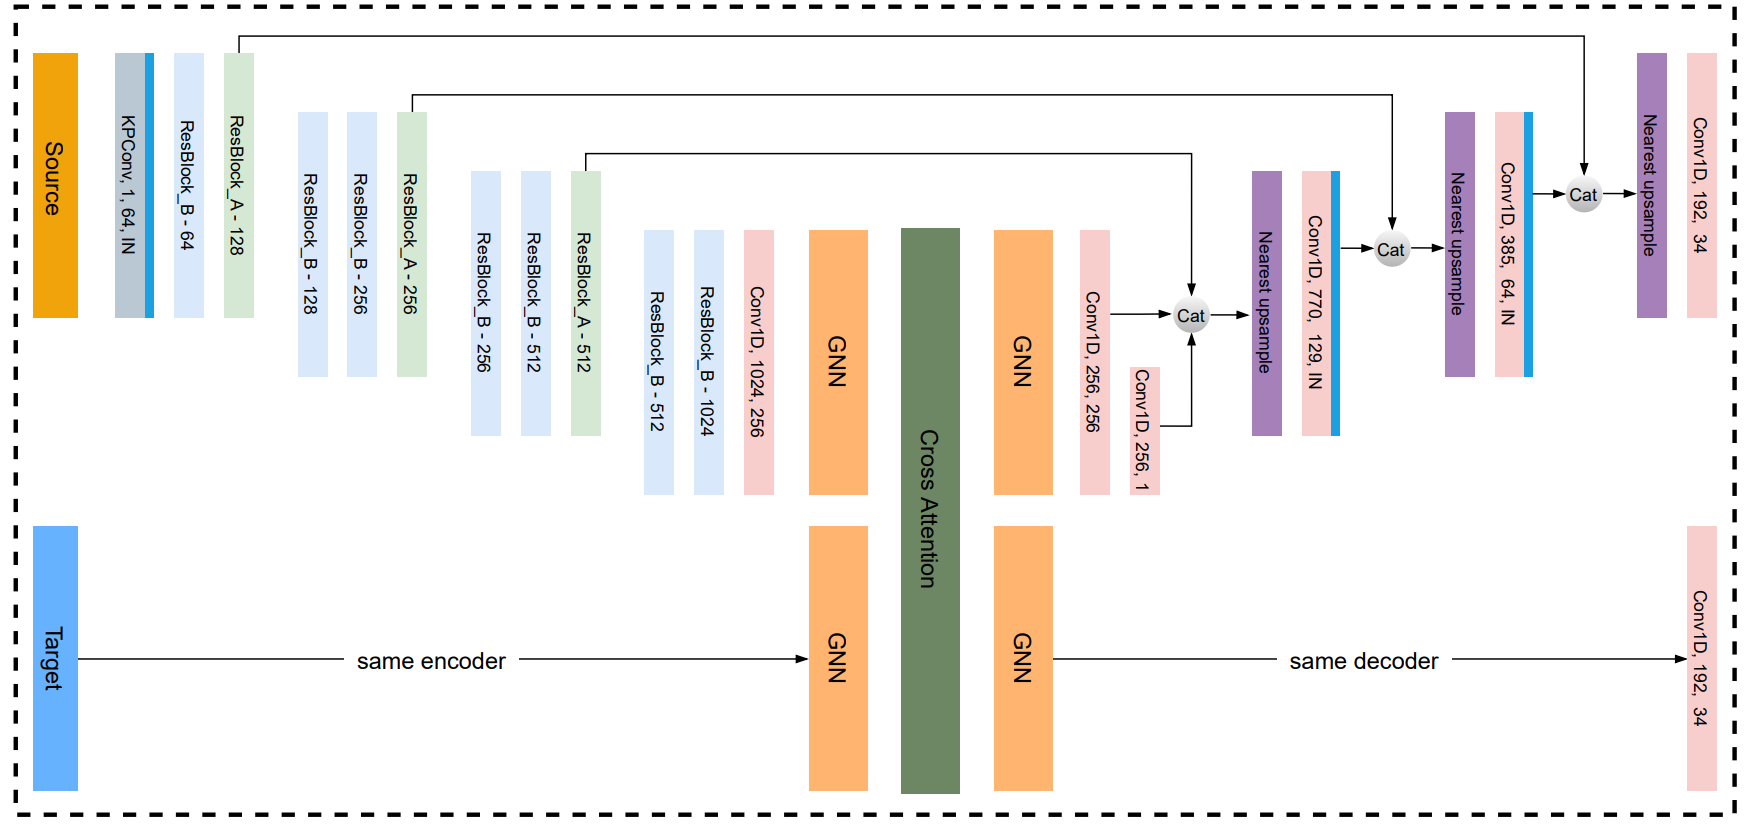 Source
KPConv, 1, 64, IN
ResBlock_B - 64
ResBlock_A - 128
ResBlock_B - 128
ResBlock_B - 256
ResBlock_A - 256
ResBlock_B - 256
ResBlock_B - 512
ResBlock_A - 512
ResBlock_B - 512
ResBlock_B - 1024
Conv1D, 1024, 256
GNN
Cross Attention
GNN
Conv1D, 256, 256
Conv1D, 256, 1
Cat
Nearest upsample
Conv1D, 770, 129, IN
Cat
Nearest upsample
Conv1D, 385, 64, IN
Cat
Nearest upsample
Conv1D, 192, 34
Target
same encoder
GNN
GNN
same decoder
Conv1D, 192, 34